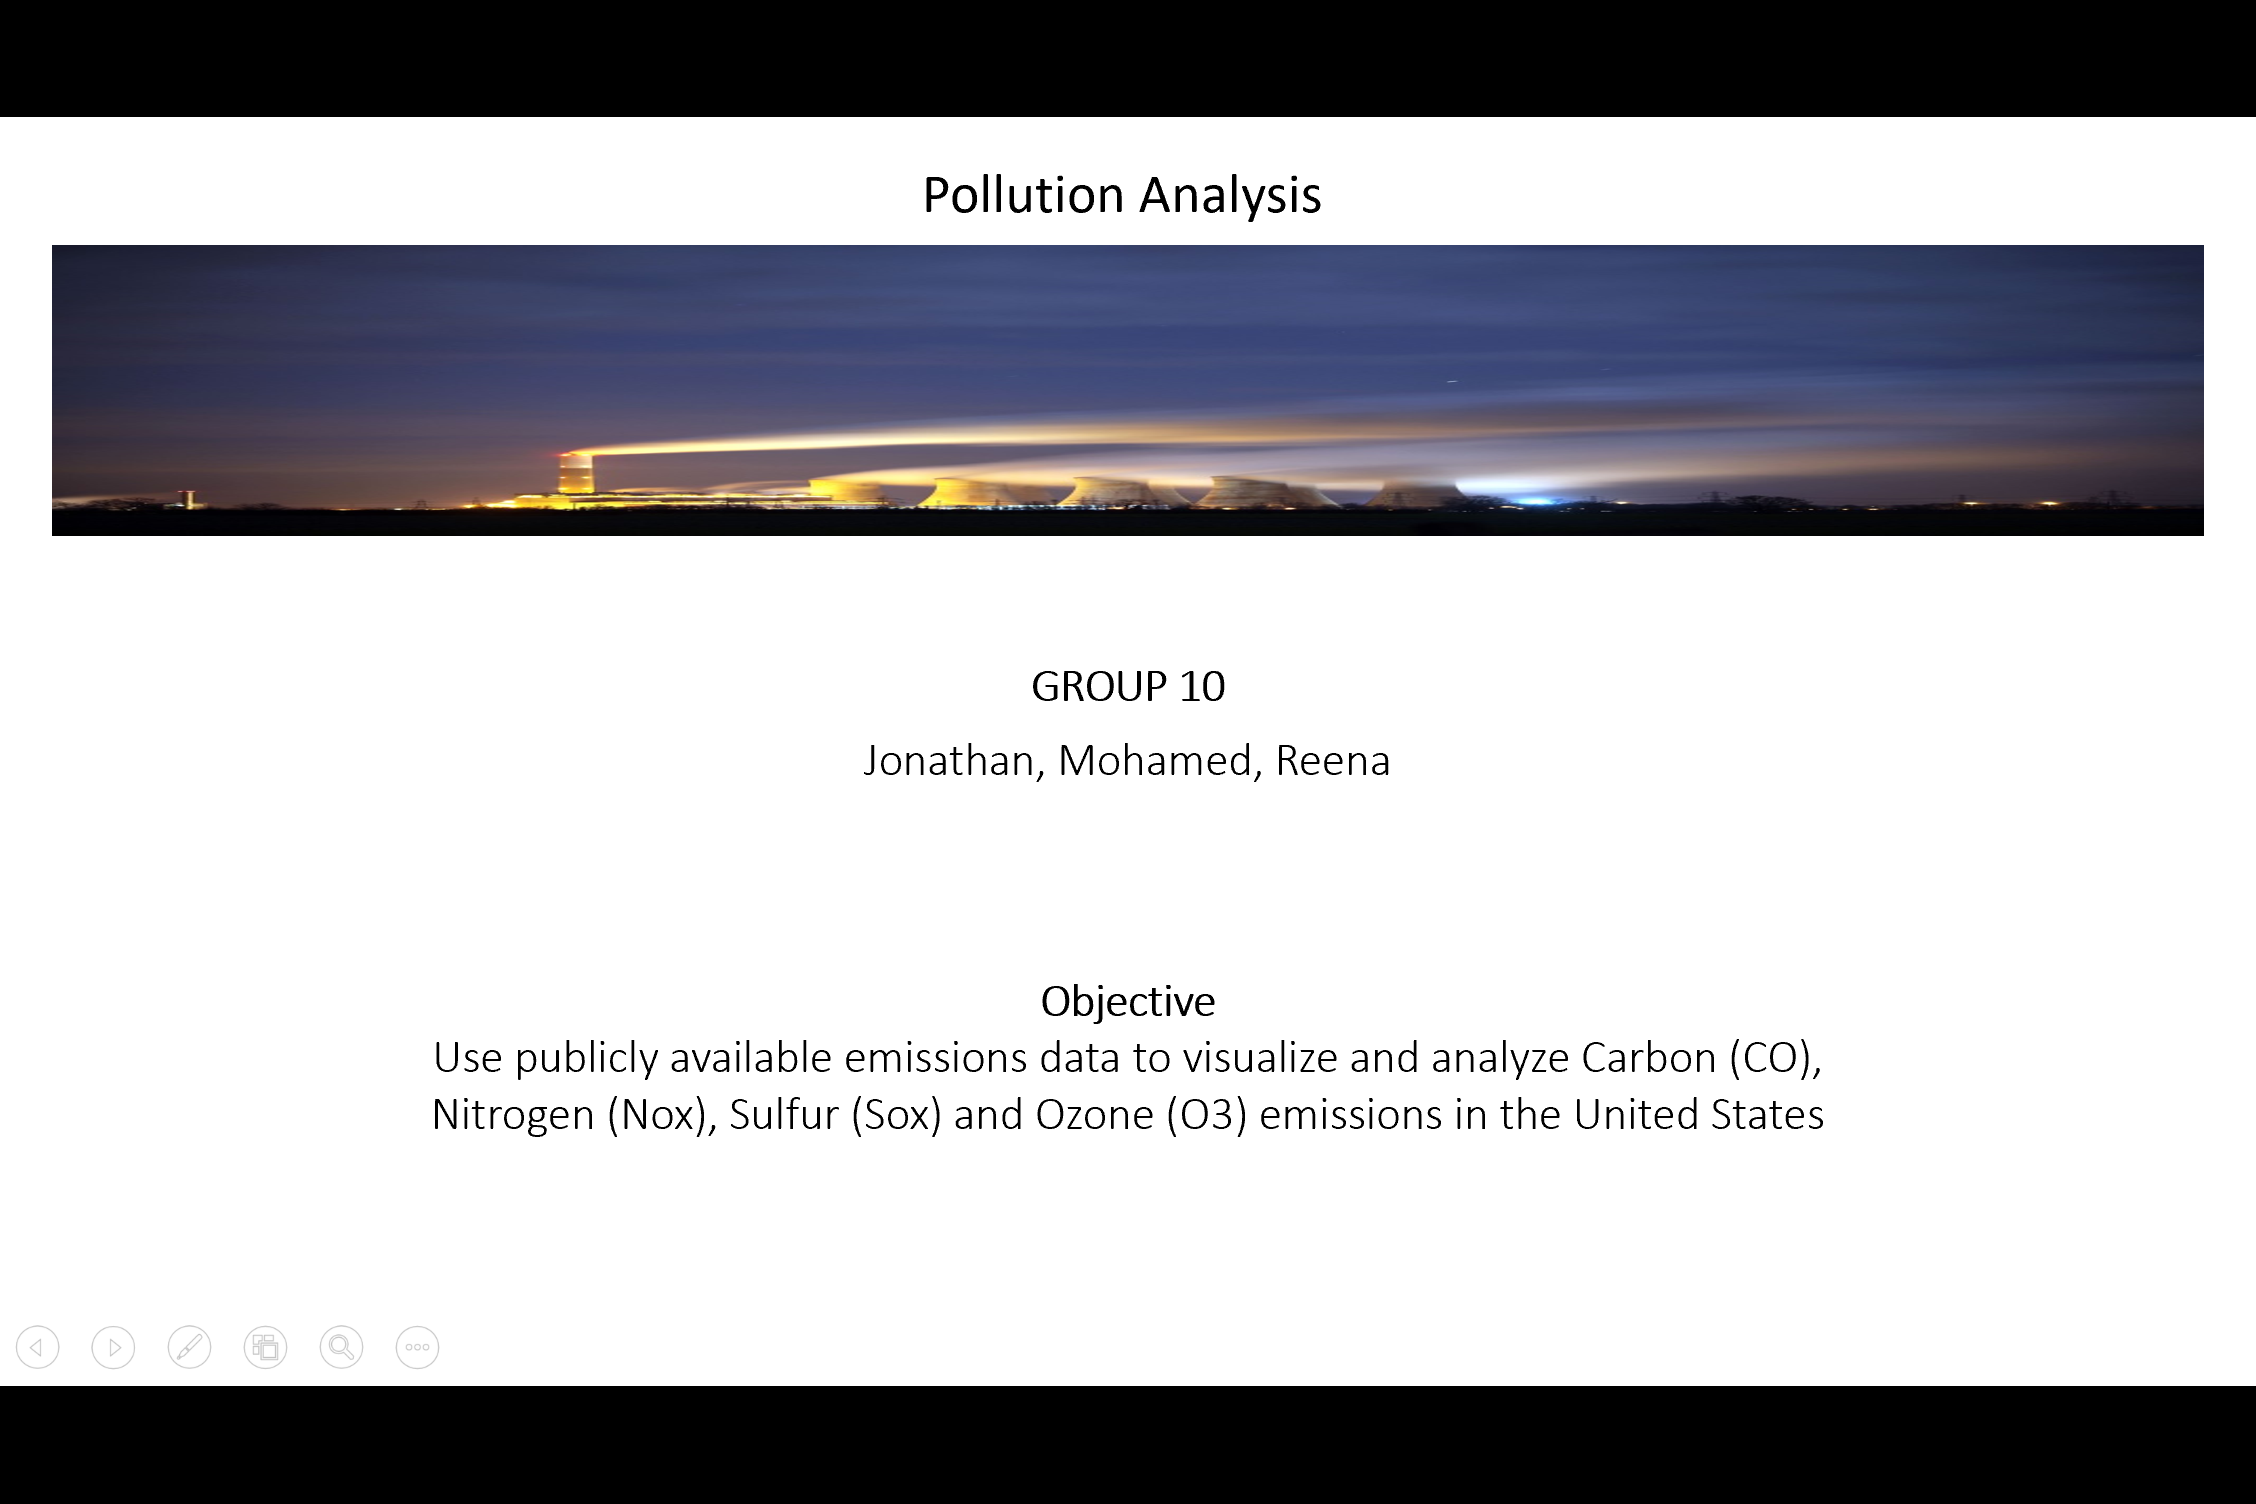 Pollution Analysis
GROUP 10
Jonathan, Mohamed, Reena
Objective
Use publicly available emissions data to visualize and analyze Carbon (CO),
Nitrogen (Nox), Sulfur (Sox) and Ozone (O3) emissions in the United States